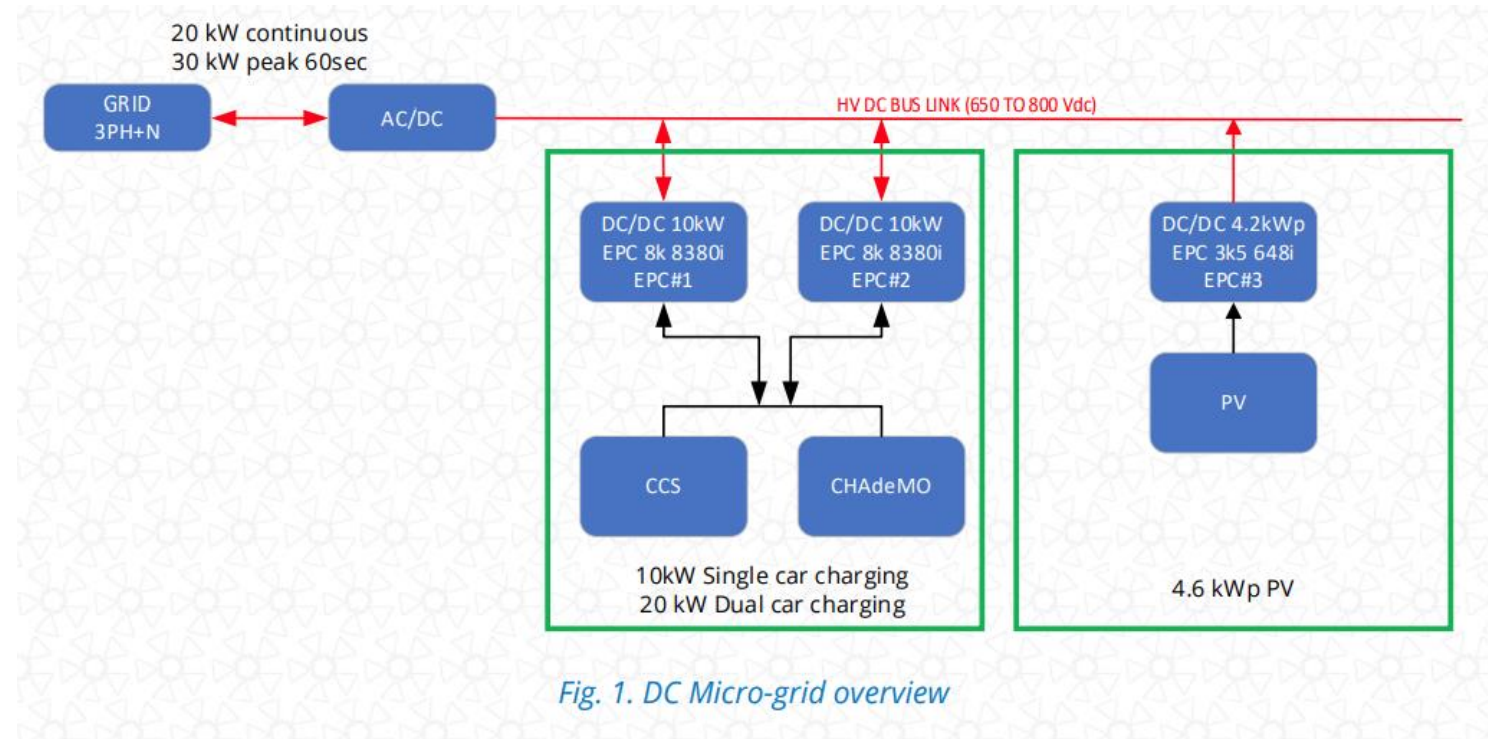 20 kW continuous
30 kW peak 60sec
GRID
3PH+N
AC/DC
HV DC BUS LINK (650 TO 800 Vdc)
DC/DC 10kW
EPC 8k 8380i
EPC#1
DC/DC 10kW
EPC 8k 8380i
EPC#2
DC/DC 4.2kWp
EPC 3k5 648i
EPC#3
PV
CCS
CHAdeMO
10kW Single car charging
20 kW Dual car charging
4.6 kWp PV
Fig. 1. DC Micro-grid overview